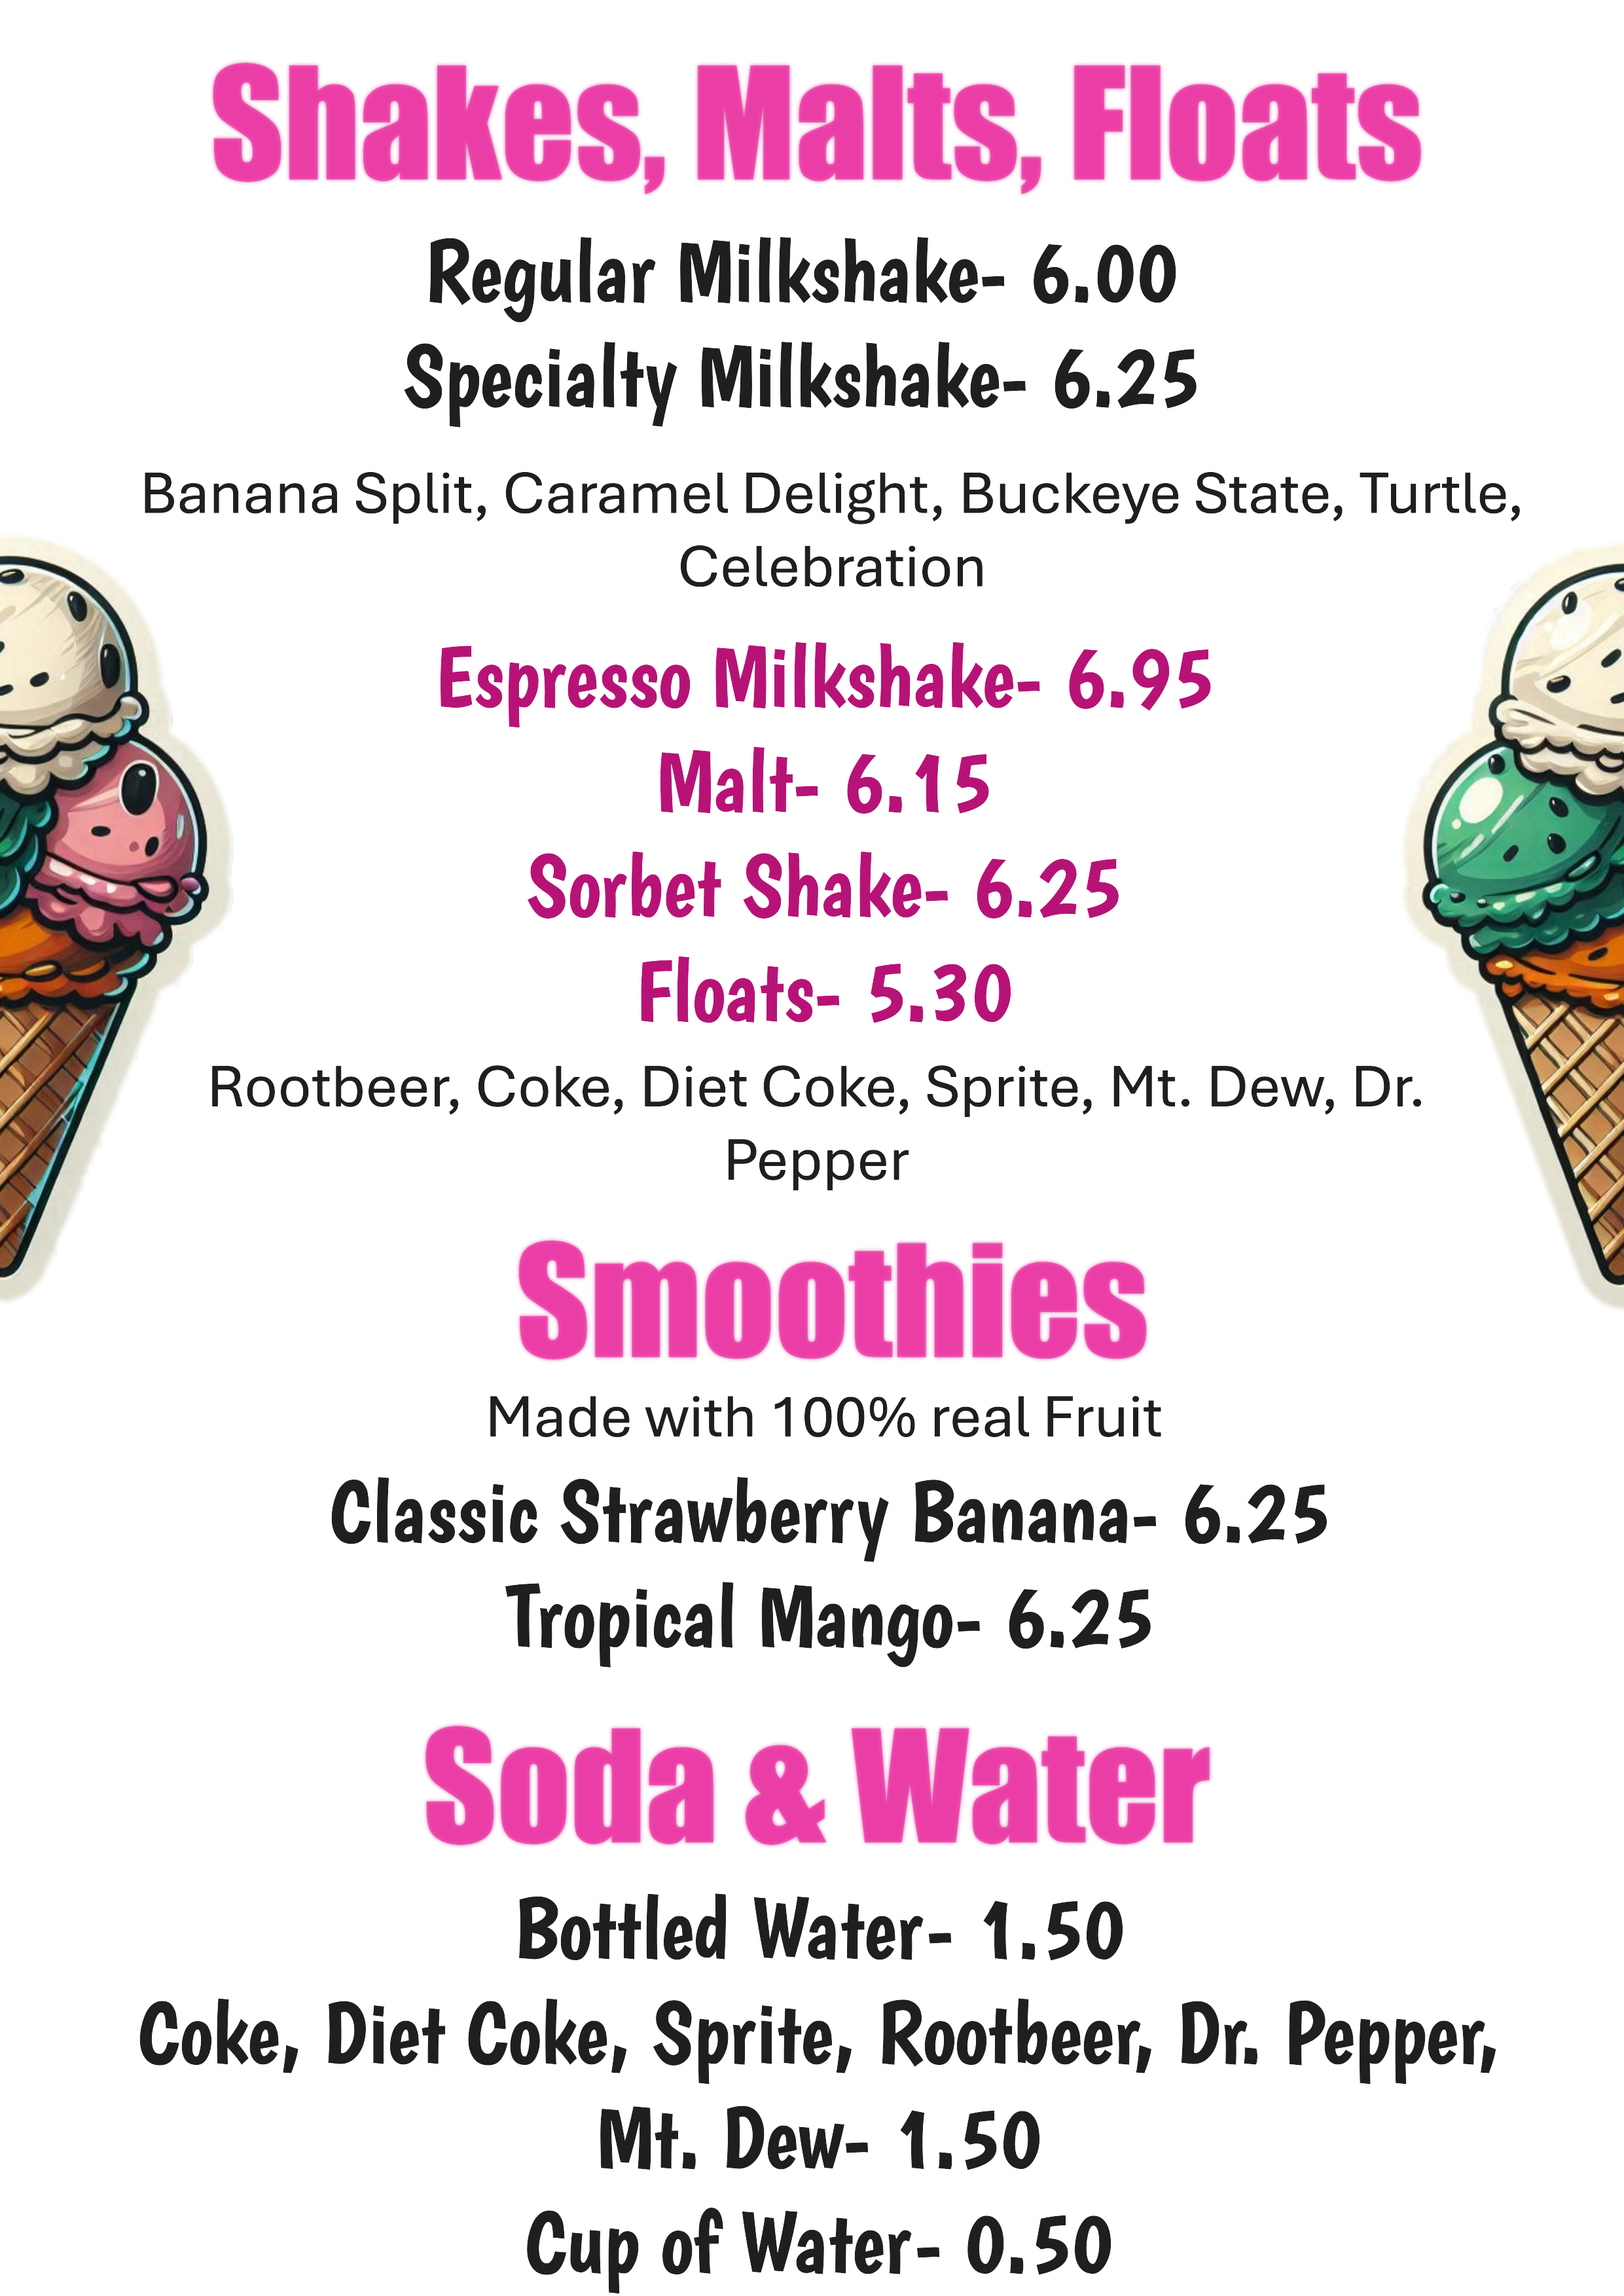 Shakes, Malts, Floats
Regular Milkshake- 6.00
Specialty Milkshake- 6.25
Banana Split, Caramel Delight, Buckeye State, Turtle,
Celebration
Espresso Milkshake- 6.95
Malt- 6.15
Sorbet Shake- 6.25
Floats- 5.30
Rootbeer, Coke, Diet Coke, Sprite, Mt. Dew, Dr.
Pepper
Smoothies
Made with 100% real Fruit
Classic Strawberry Banana- 6.25
Tropical Mango- 6.25
Soda & Water
Bottled Water- 1.50
Coke, Diet Coke, Sprite, Rootbeer, Dr. Pepper,
Mt. Dew- 1.50
Cup of Water- 0.50